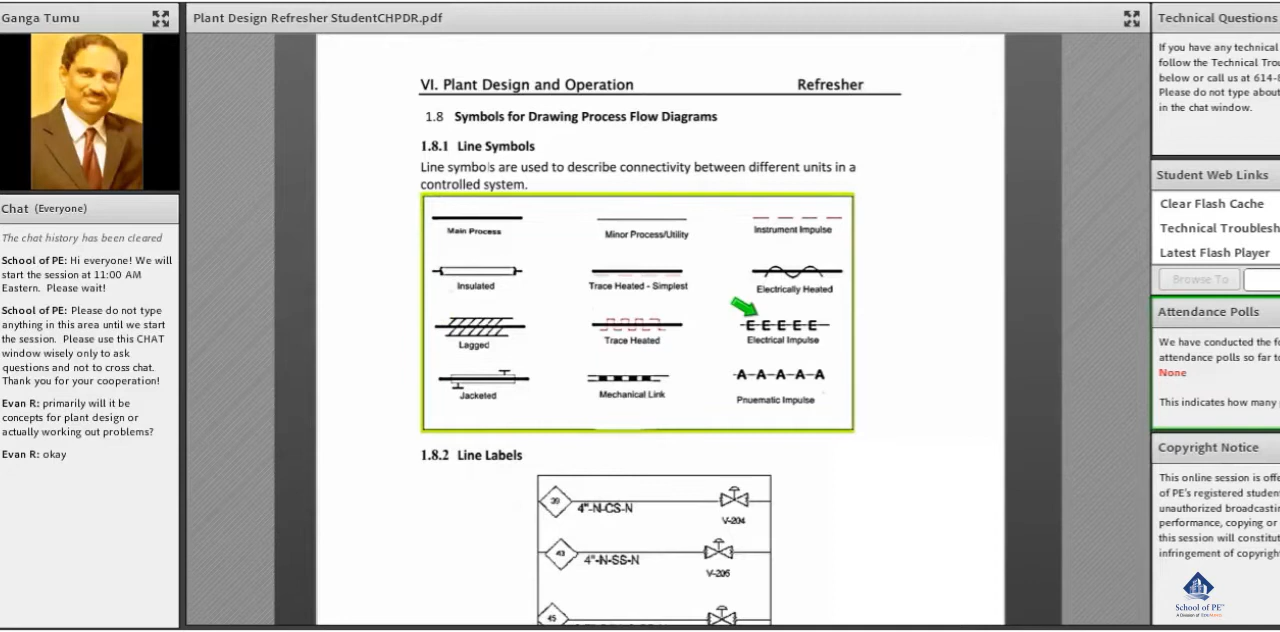 Ganga Tumu
Chat (Everyone)
The chat history has been cleared
School of PE: Hi everyone! We will
start the session at 11:00 AM
Eastern. Please wait!
School of PE: Please do not type
anything in this area until we start
the session. Please use this CHAT
window wisely only to ask
questions and not to cross chat.
Thank you for your cooperation!
Evan R: primarily will it be
concepts for plant design or
actually working out problems?
Evan R: okay
Plant Design Refresher StudentCHPDR.pdf
VI. Plant Design and Operation Refresher
1.8 Symbols for Drawing Process Flow Diagrams
1.8.1 Line Symbols
Line symbols are used to describe connectivity between different units in a
controlled system.
Main Process Minor Process/Utility Instrument Impulse
Insulated Trace Heated - Simplest Electrically Heated
E E E E E
Lagged Trace Heated Electrical Impulse
A-A-A-A-A
Jacketed Mechanical Link Pnuematic Impulse
1.8.2 Line Labels
39 4"-N-CS-N V-204
43 4"-N-SS-N V-205
45
Technical Questions
If you have any technical
follow the Technical Trou
below or call us at 614-8
Please do not type about
in the chat window.
Student Web Links
Clear Flash Cache
Technical Troublesh
Latest Flash Player
Browse To
Attendance Polls
We have conducted the fo
attendance polls so far to
None
This indicates how many
Copyright Notice
This online session is offe
of PE's registered student
unauthorized broadcastin
performance, copying or
this session will constitut
infringement of copyright
School of PE